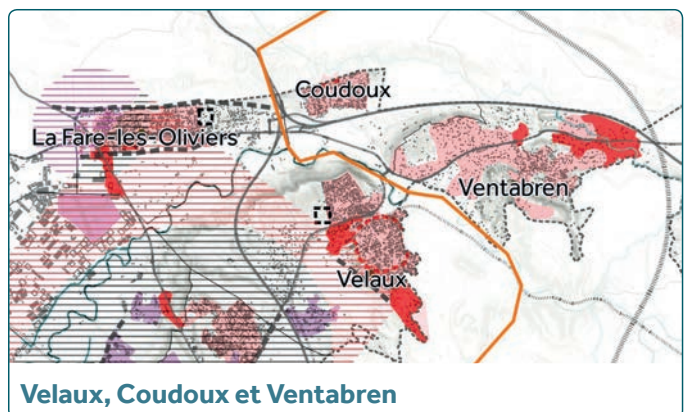 Coudoux
La Fare-les-Oliviers
Ventabren
Velaux
Velaux, Coudoux et Ventabren